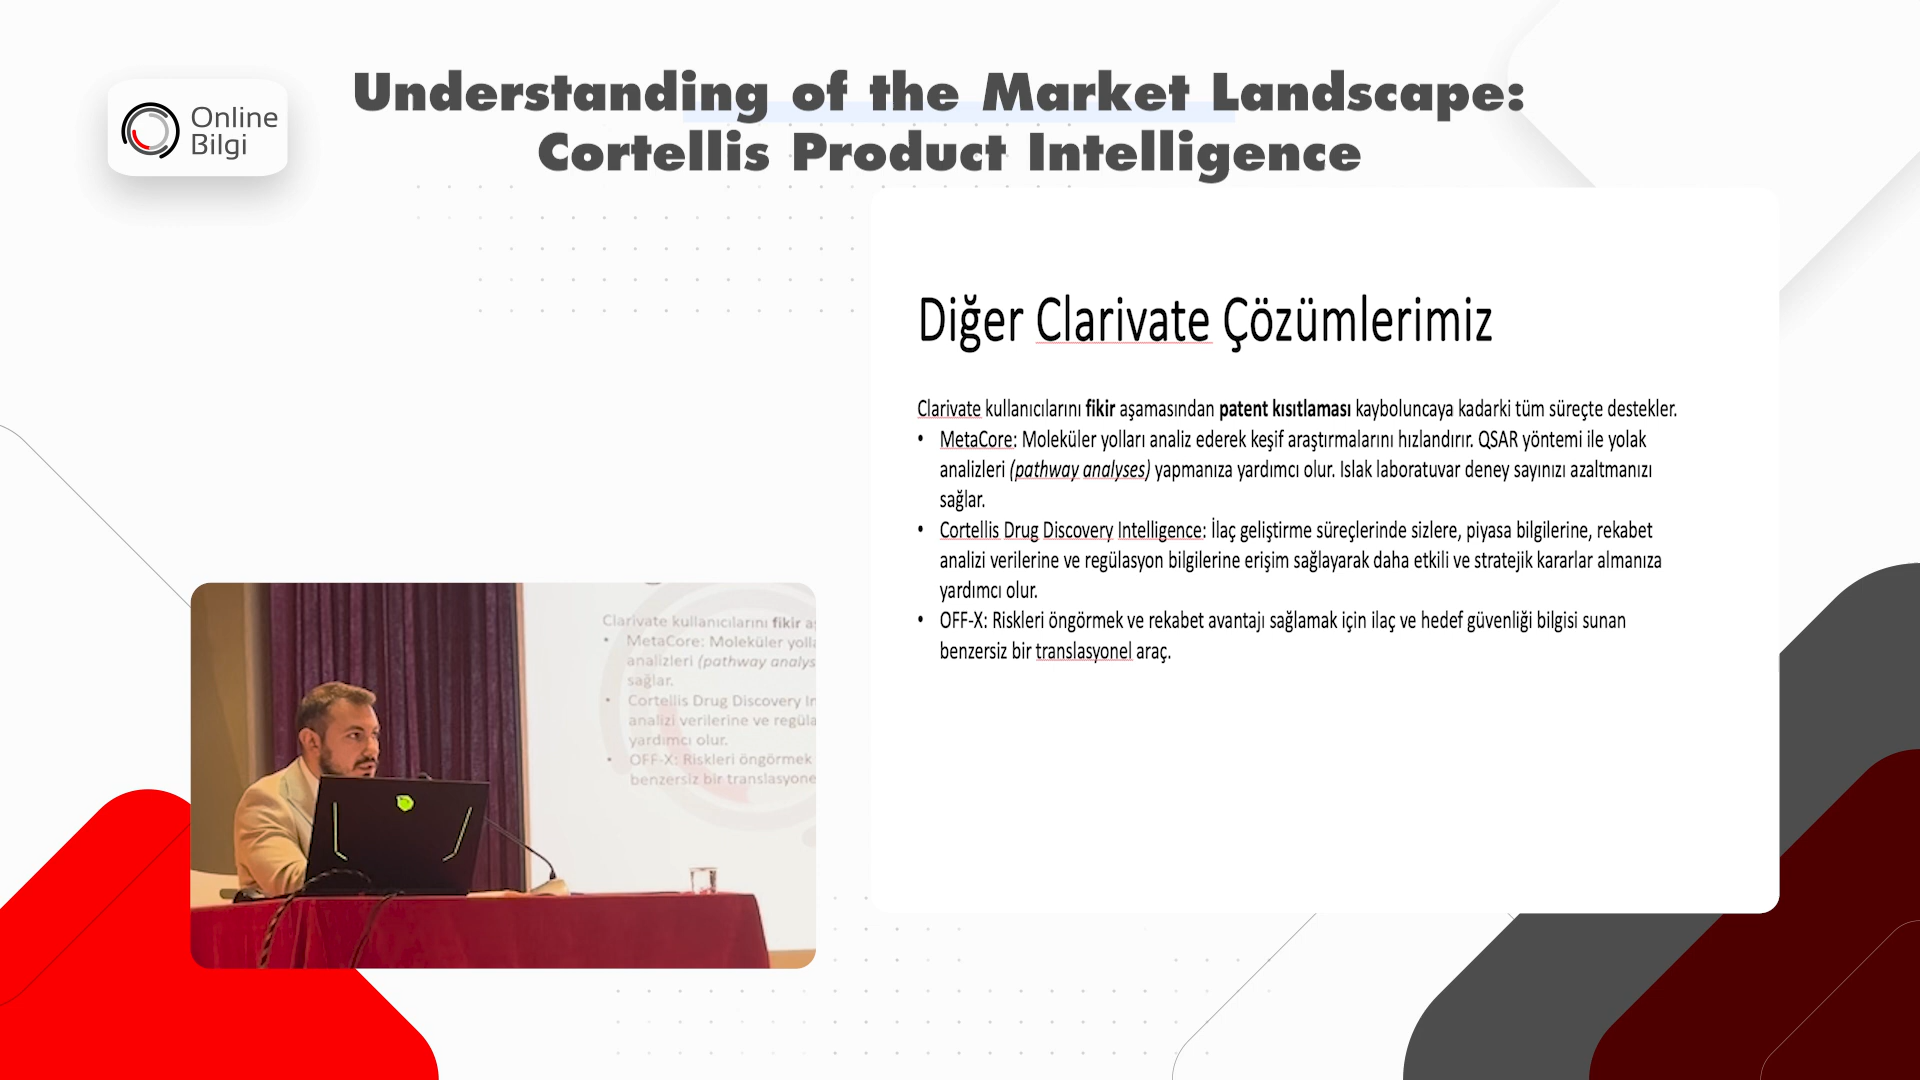 Online
Bilgi
Understanding of the Market Landscape:
Cortellis Product Intelligence
Diğer Clarivate Çözümlerimiz
Clarivate kullanıcılarını fikir aşamasından patent kısıtlaması kayboluncaya kadarki tüm süreçte destekler.
• MetaCore: Moleküler yolları analiz ederek keşif araştırmalarını hızlandırır. QSAR yöntemi ile yolak
analizleri (pathway analyses) yapmanıza yardımcı olur. Islak laboratuvar deney sayınızı azaltmanızı
sağlar.
• Cortellis Drug Discovery Intelligence: İlaç geliştirme süreçlerinde sizlere, piyasa bilgilerine, rekabet
analizi verilerine ve regülasyon bilgilerine erişim sağlayarak daha etkili ve stratejik kararlar almanıza
yardımcı olur.
• OFF-X: Riskleri öngörmek ve rekabet avantajı sağlamak için ilaç ve hedef güvenliği bilgisi sunan
benzersiz bir translasyonel araç.
Clarivate kullanıcılarını fikir a
• MetaCore: Moleküler yolla
analizleri (pathway analys
sağlar.
• Cortellis Drug Discovery In
analizi verilerine ve regüla
yardımcı olur.
• OFF-X: Riskleri öngörmek
benzersiz bir translasyone